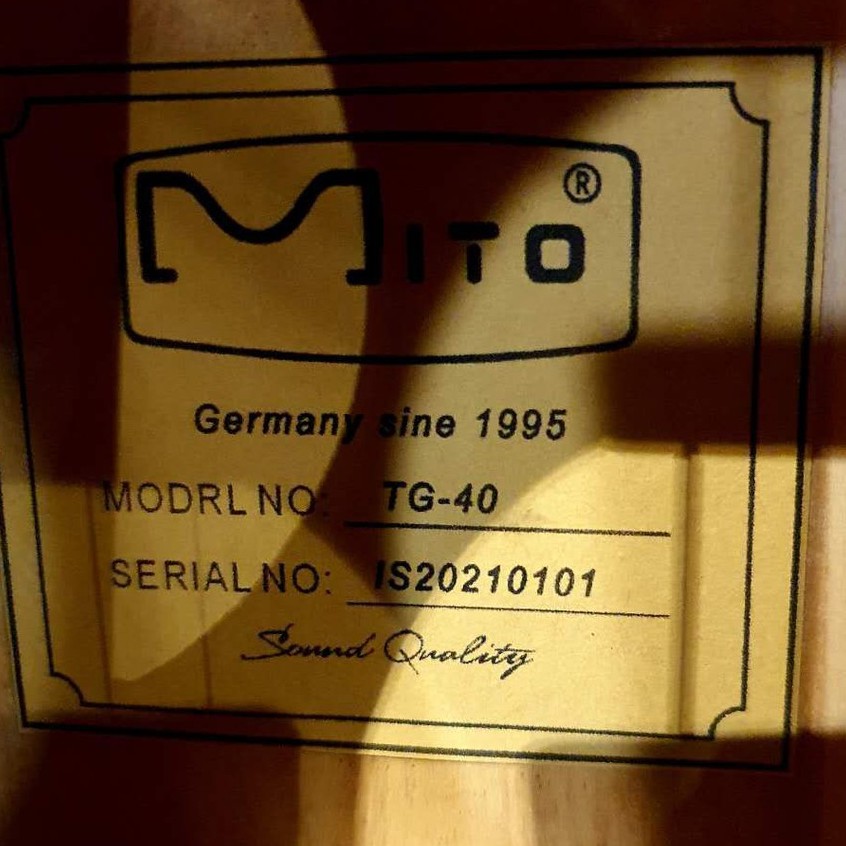 MITO®
Germany sine 1995
MODRL NO: TG-40
SERIAL NO: IS20210101
Sound Quality